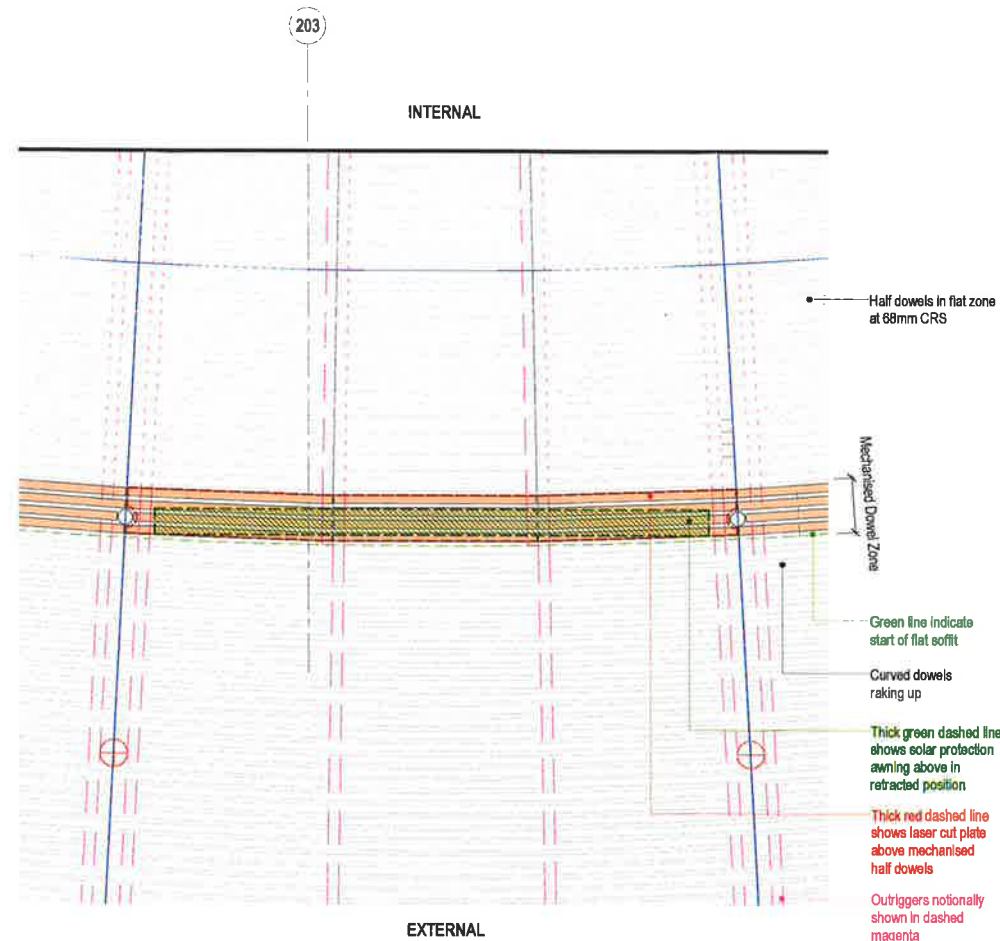 203
INTERNAL
Half dowels in flat zone
at 68mm CRS
Mechanised Dowel Zone
Green line indicate
start of flat soffit
Curved dowels
raking up
Thick green dashed line
shows solar protection
awning above in
retracted position
Thick red dashed line
shows laser cut plate
above mechanised
half dowels
Outriggers notionally
shown in dashed
magenta
EXTERNAL